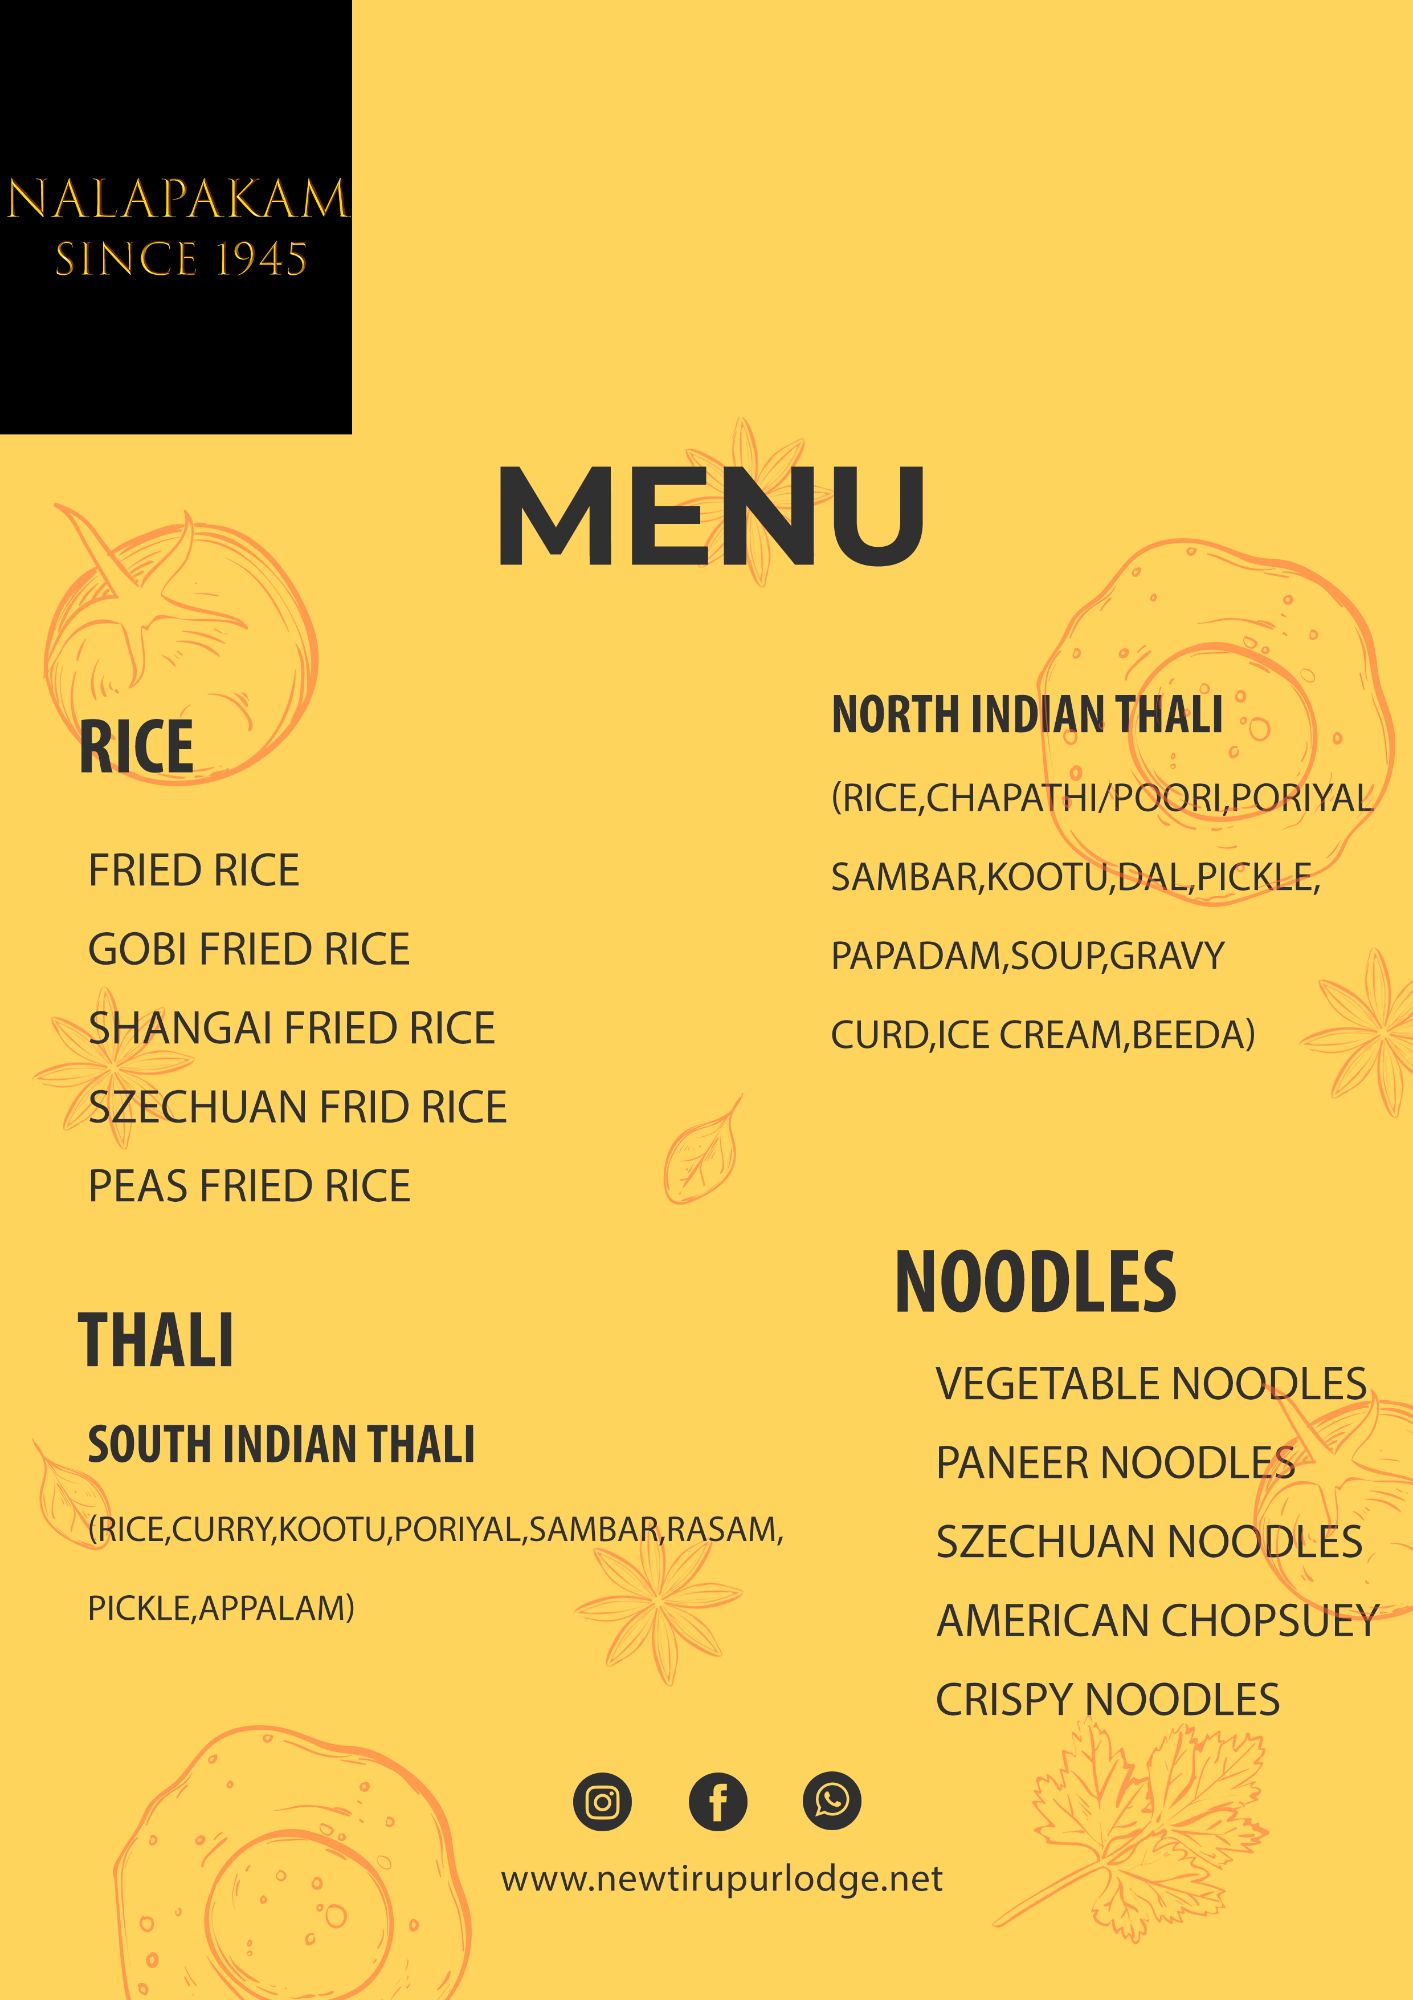 NALAPAKAM
SINCE 1945
MENU
RICE
FRIED RICE
GOBI FRIED RICE
SHANGAI FRIED RICE
SZECHUAN FRID RICE
PEAS FRIED RICE
THALI
SOUTH INDIAN THALI
(RICE,CURRY,KOOTU,PORIYAL,SAMBAR,RASAM,
PICKLE,APPALAM)
NORTH INDIAN THALI
(RICE,CHAPATHI/POORI,PORIYAL
SAMBAR,KOOTU,DAL,PICKLE,
PAPADAM,SOUP,GRAVY
CURD,ICE CREAM,BEEDA)
NOODLES
VEGETABLE NOODLES
PANEER NOODLES
SZECHUAN NOODLES
AMERICAN CHOPSUEY
CRISPY NOODLES
www.newtirupurlodge.net